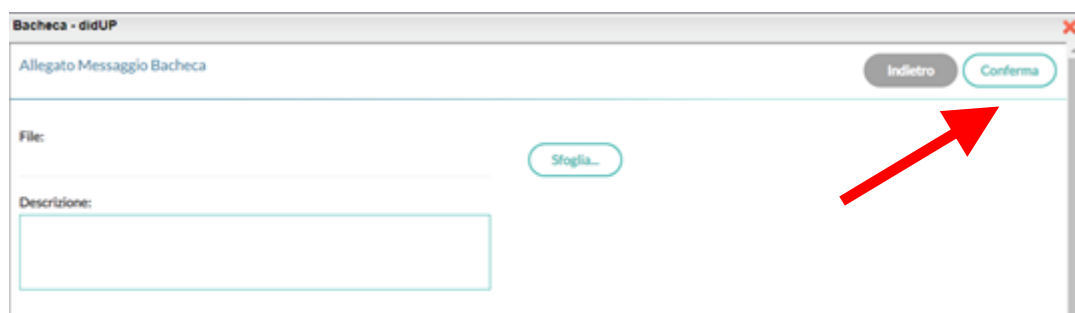 Bacheca - didUP
Allegato Messaggio Bacheca
Indietro
Conferma
File:
Sfoglia...
Descrizione: